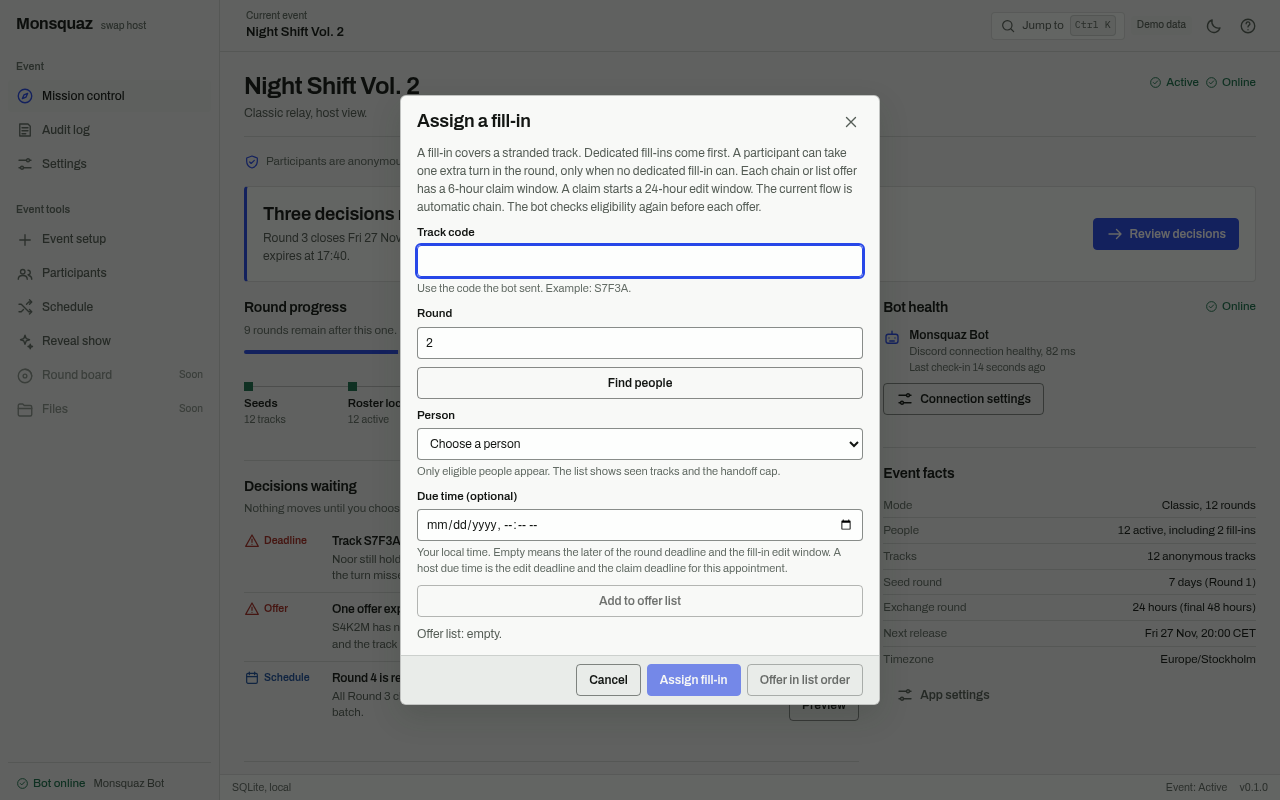 Monsquaz swap host
Current event
Night Shift Vol. 2
Jump to Ctrl K
Demo data
Event
Mission control
Audit log
Settings
Event tools
Event setup
Participants
Schedule
Reveal show
Round board Soon
Files Soon
Bot online Monsquaz Bot
Night Shift Vol. 2
Classic relay, host view.
Active Online
Participants are anonymou
Three decisions
Round 3 closes Fri 27 Nov
expires at 17:40.
Review decisions
Round progress
9 rounds remain after this one.
Seeds
12 tracks
Roster loc
12 active
Decisions waiting
Nothing moves until you choos
Deadline
Track S7F3A
Noor still hold
the turn misse
Offer
One offer exp
S4K2M has n
and the track
Schedule
Round 4 is re
All Round 3 c
batch.
Preview
Assign a fill-in
A fill-in covers a stranded track. Dedicated fill-ins come first. A participant can take
one extra turn in the round, only when no dedicated fill-in can. Each chain or list offer
has a 6-hour claim window. A claim starts a 24-hour edit window. The current flow is
automatic chain. The bot checks eligibility again before each offer.
Track code
Use the code the bot sent. Example: S7F3A.
Round
2
Find people
Person
Choose a person
Only eligible people appear. The list shows seen tracks and the handoff cap.
Due time (optional)
mm/dd/yyyy, --:-- --
Your local time. Empty means the later of the round deadline and the fill-in edit window. A
host due time is the edit deadline and the claim deadline for this appointment.
Add to offer list
Offer list: empty.
Cancel
Assign fill-in
Offer in list order
Bot health
Online
Monsquaz Bot
Discord connection healthy, 82 ms
Last check-in 14 seconds ago
Connection settings
Event facts
Mode Classic, 12 rounds
People 12 active, including 2 fill-ins
Tracks 12 anonymous tracks
Seed round 7 days (Round 1)
Exchange round 24 hours (final 48 hours)
Next release Fri 27 Nov, 20:00 CET
Timezone Europe/Stockholm
App settings
SQLite, local
Event: Active v0.1.0